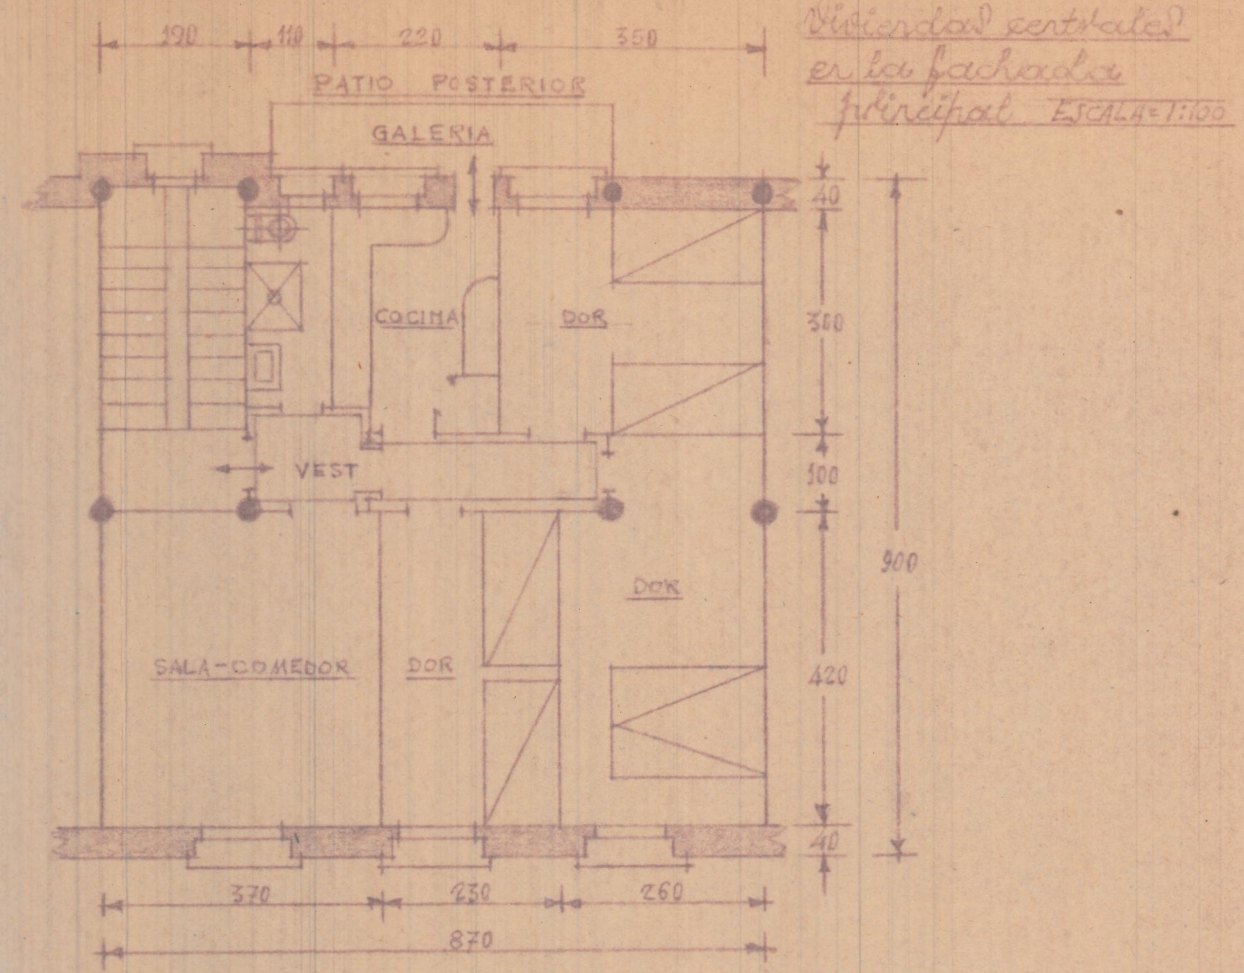 Viviendas centrales
en la fachada
principal ESCALA=1:100
190 110 220 350
PATIO POSTERIOR
GALERIA
40
COCINA
DOR
300
VEST
100
900
DOR
SALA-COMEDOR
DOR
420
40
370
230
260
870